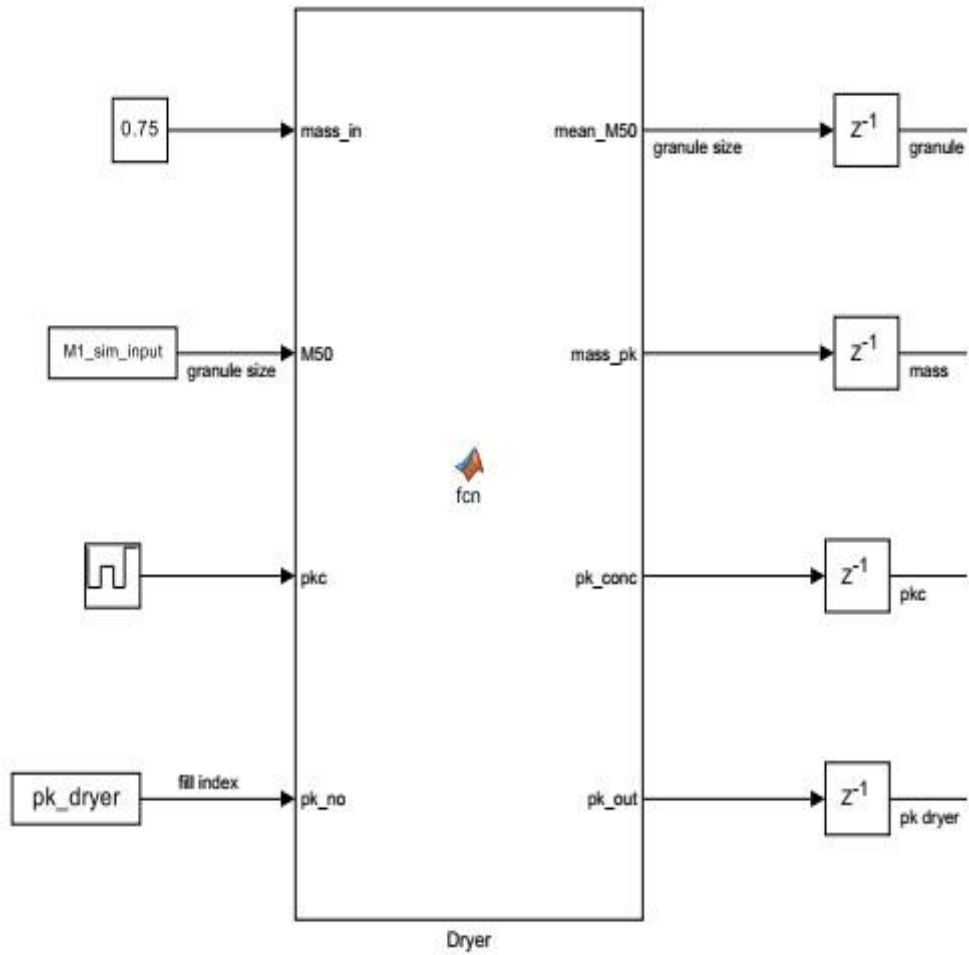 0.75
mass_in
mean_M50
granule size
z-1
granule
M1_sim_input
granule size
M50
mass_pk
z-1
mass
fcn
pkc
pk_conc
z-1
pkc
pk_dryer
fill index
pk_no
pk_out
z-1
pk dryer
Dryer